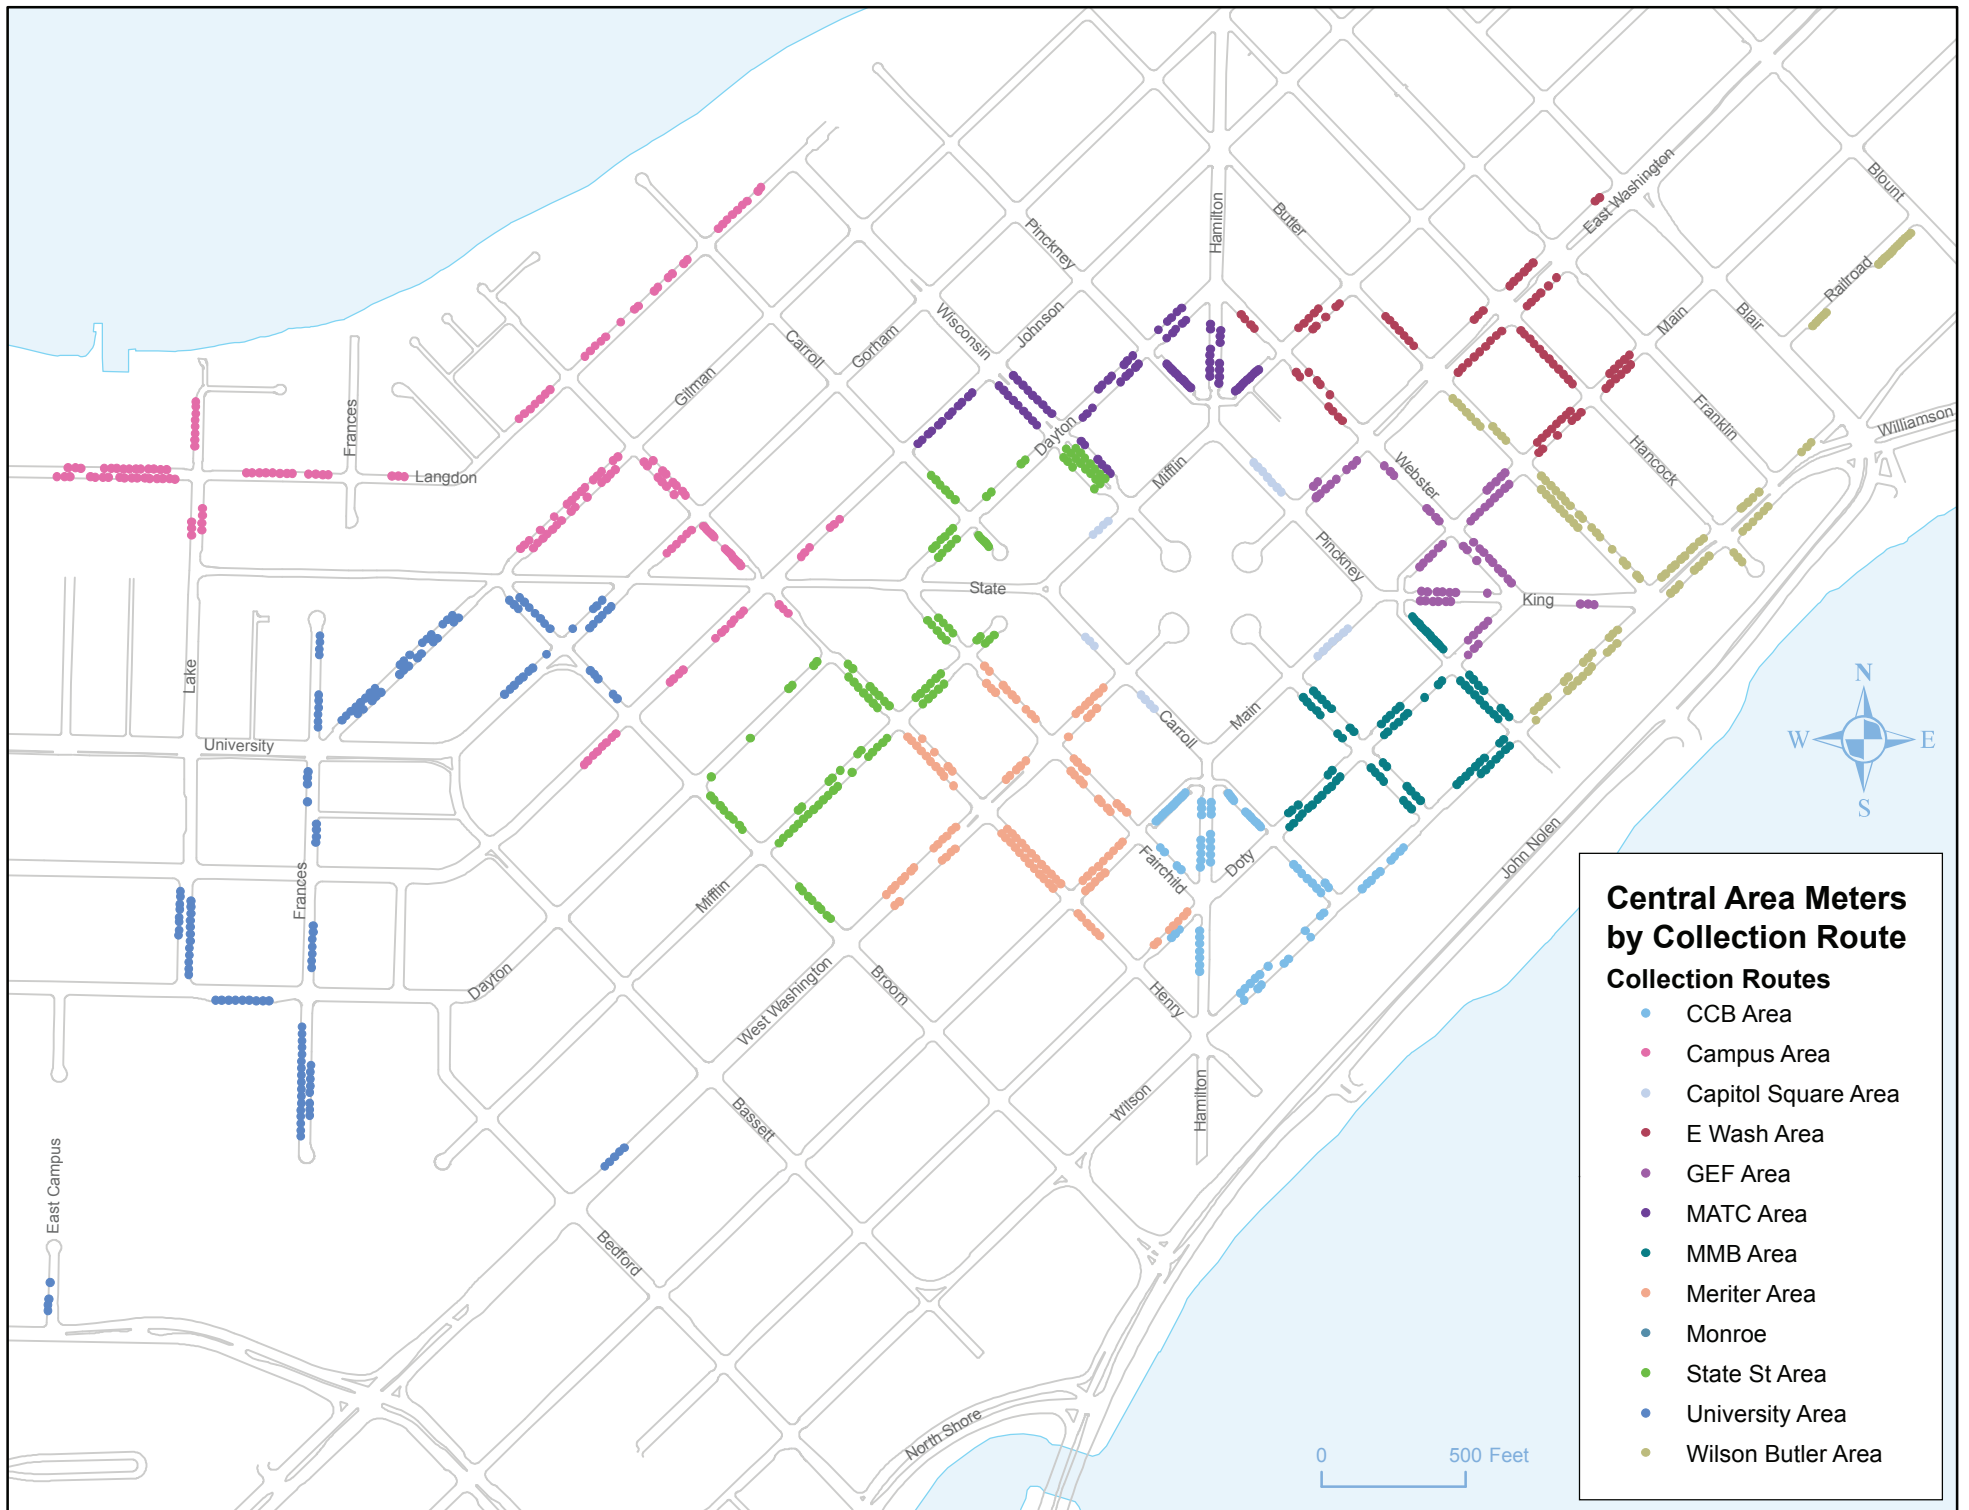 Hamilton
Butler
East Washington
Blount
Pinckney
Railroad
Wisconsin
Johnson
Main
Blair
Carroll
Gorham
Gilman
Frances
Langdon
Dayton
Mifflin
Webster
Franklin
Hancock
Williamson
State
Pinckney
King
Lake
University
Carroll
Main
N
W
E
S
John Nolen
Frances
Mifflin
Fairchild
Doty
Dayton
West Washington
Broom
Henry
Bassett
Wilson
Hamilton
East Campus
Bedford
North Shore
0 500 Feet
Central Area Meters
by Collection Route
Collection Routes
CCB Area
Campus Area
Capitol Square Area
E Wash Area
GEF Area
MATC Area
MMB Area
Meriter Area
Monroe
State St Area
University Area
Wilson Butler Area